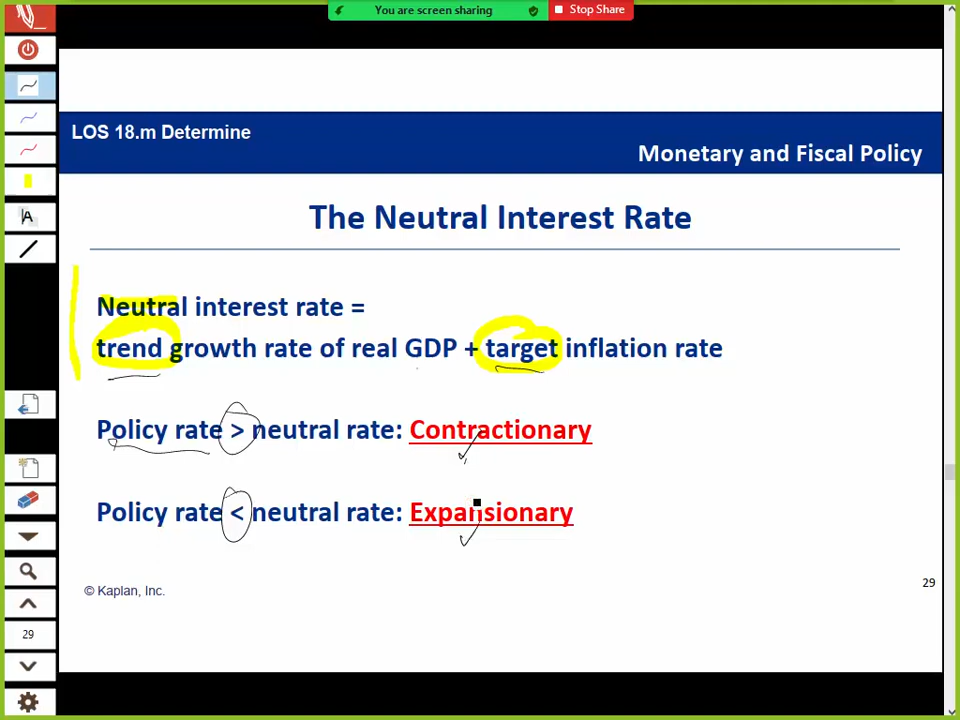 You are screen sharing
Stop Share
LOS 18.m Determine
Monetary and Fiscal Policy
The Neutral Interest Rate
Neutral interest rate =
trend growth rate of real GDP + target inflation rate
Policy rate > neutral rate: Contractionary
Policy rate < neutral rate: Expansionary
© Kaplan, Inc.
29
A
29